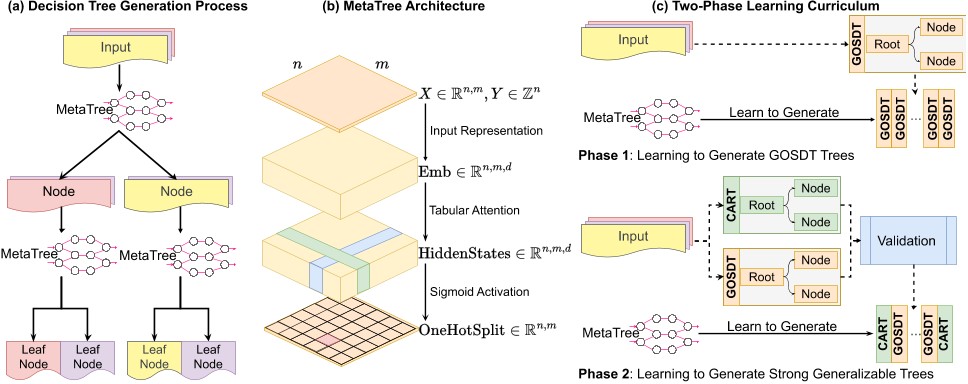 (a) Decision Tree Generation Process
Input
MetaTree
Node
Node
MetaTree
MetaTree
Leaf
Node
Leaf
Node
Leaf
Node
Leaf
Node
(b) MetaTree Architecture
n
m
X ∈ ℝ^{n,m}, Y ∈ ℤ^n
Input Representation
Emb ∈ ℝ^{n,m,d}
Tabular Attention
HiddenStates ∈ ℝ^{n,m,d}
Sigmoid Activation
OneHotSplit ∈ ℝ^{n,m}
(c) Two-Phase Learning Curriculum
Input
GOSDT
Root
Node
Node
MetaTree
Learn to Generate
GOSDT
GOSDT
...
GOSDT
GOSDT
Phase 1: Learning to Generate GOSDT Trees
Input
CART
Root
Node
Node
GOSDT
Root
Node
Node
Validation
MetaTree
Learn to Generate
CART
GOSDT
...
GOSDT
CART
Phase 2: Learning to Generate Strong Generalizable Trees